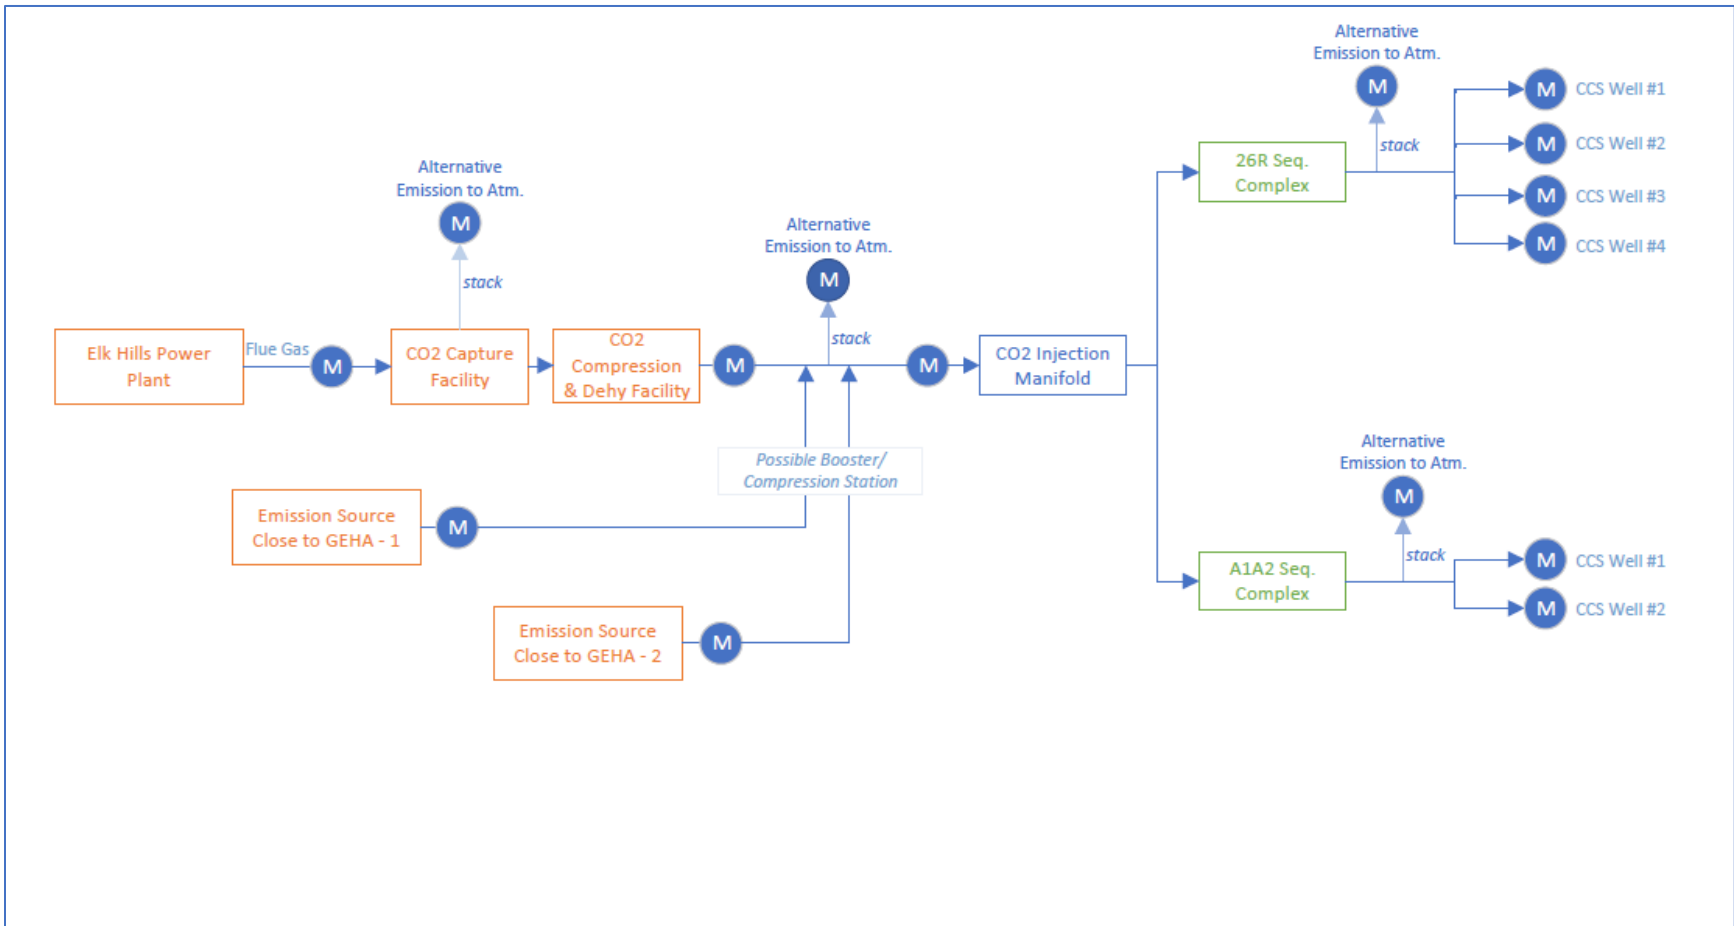 Alternative
Emission to Atm.
M
stack
M
CCS Well #1
M
CCS Well #2
M
CCS Well #3
M
CCS Well #4
26R Seq.
Complex
Alternative
Emission to Atm.
M
stack
Alternative
Emission to Atm.
M
stack
Elk Hills Power
Plant
Flue Gas
M
CO2 Capture
Facility
CO2
Compression
& Dehy Facility
M
M
CO2 Injection
Manifold
Possible Booster/
Compression Station
Emission Source
Close to GEHA - 1
M
Emission Source
Close to GEHA - 2
M
Alternative
Emission to Atm.
M
stack
A1A2 Seq.
Complex
M
CCS Well #1
M
CCS Well #2